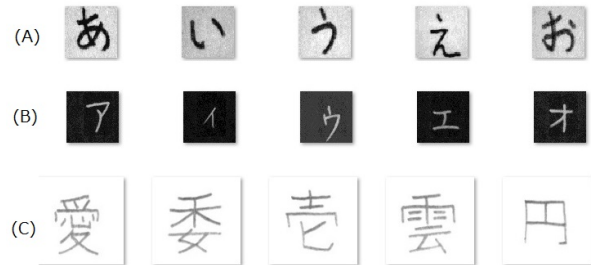 (A) あ い う え お
(B) ア イ ウ エ オ
(C) 愛 委 壱 雲 円